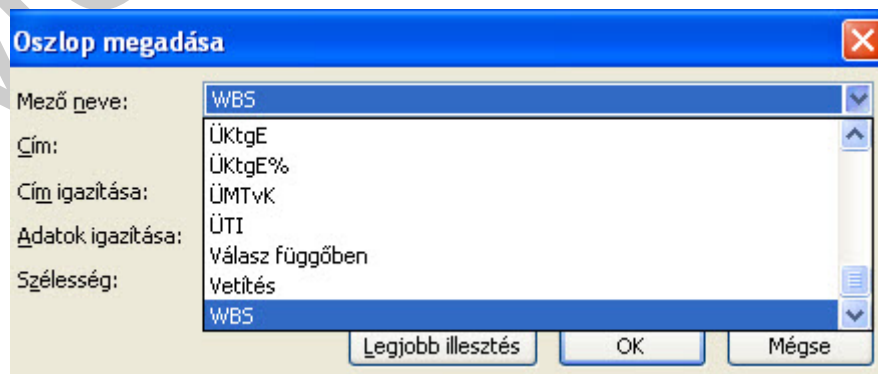 Oszlop megadása
Mező neve:
WBS
Cím:
Cím igazítása:
Adatok igazítása:
Szélesség:
ÜKtgE
ÜKtgE%
ÜMTvK
ÜTI
Válasz függőben
Vetítés
WBS
Legjobb illesztés
OK
Mégse